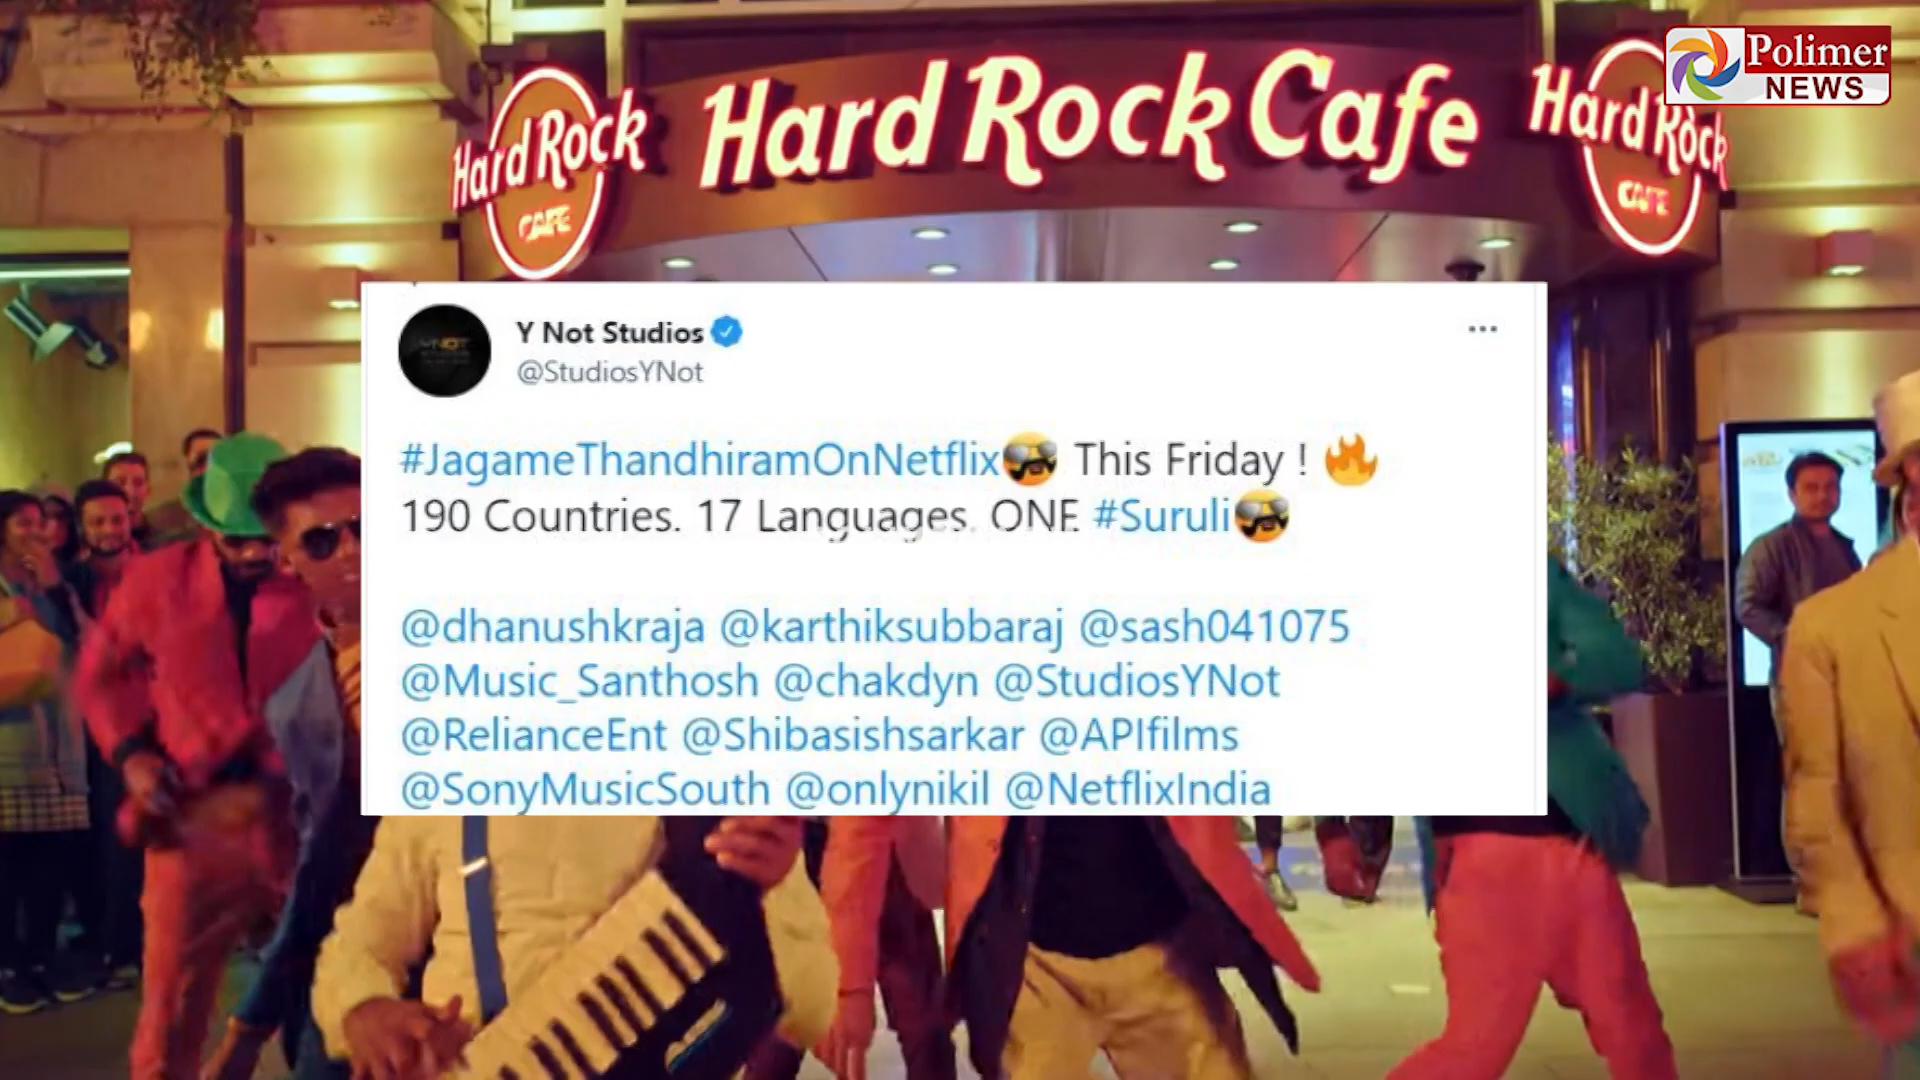 Hard Rock
CAFE
Hard Rock Cafe
Hard Rock
CAFE
Polimer
NEWS
Y Not Studios
@StudiosYNot
#JagameThandhiramOnNetflix😎 This Friday ! 🔥
190 Countries. 17 Languages. ONE #Suruli😎
@dhanushkraja @karthiksubbaraj @sash041075
@Music_Santhosh @chakdyn @StudiosYNot
@RelianceEnt @Shibasishsarkar @APIfilms
@SonyMusicSouth @onlynikil @NetflixIndia